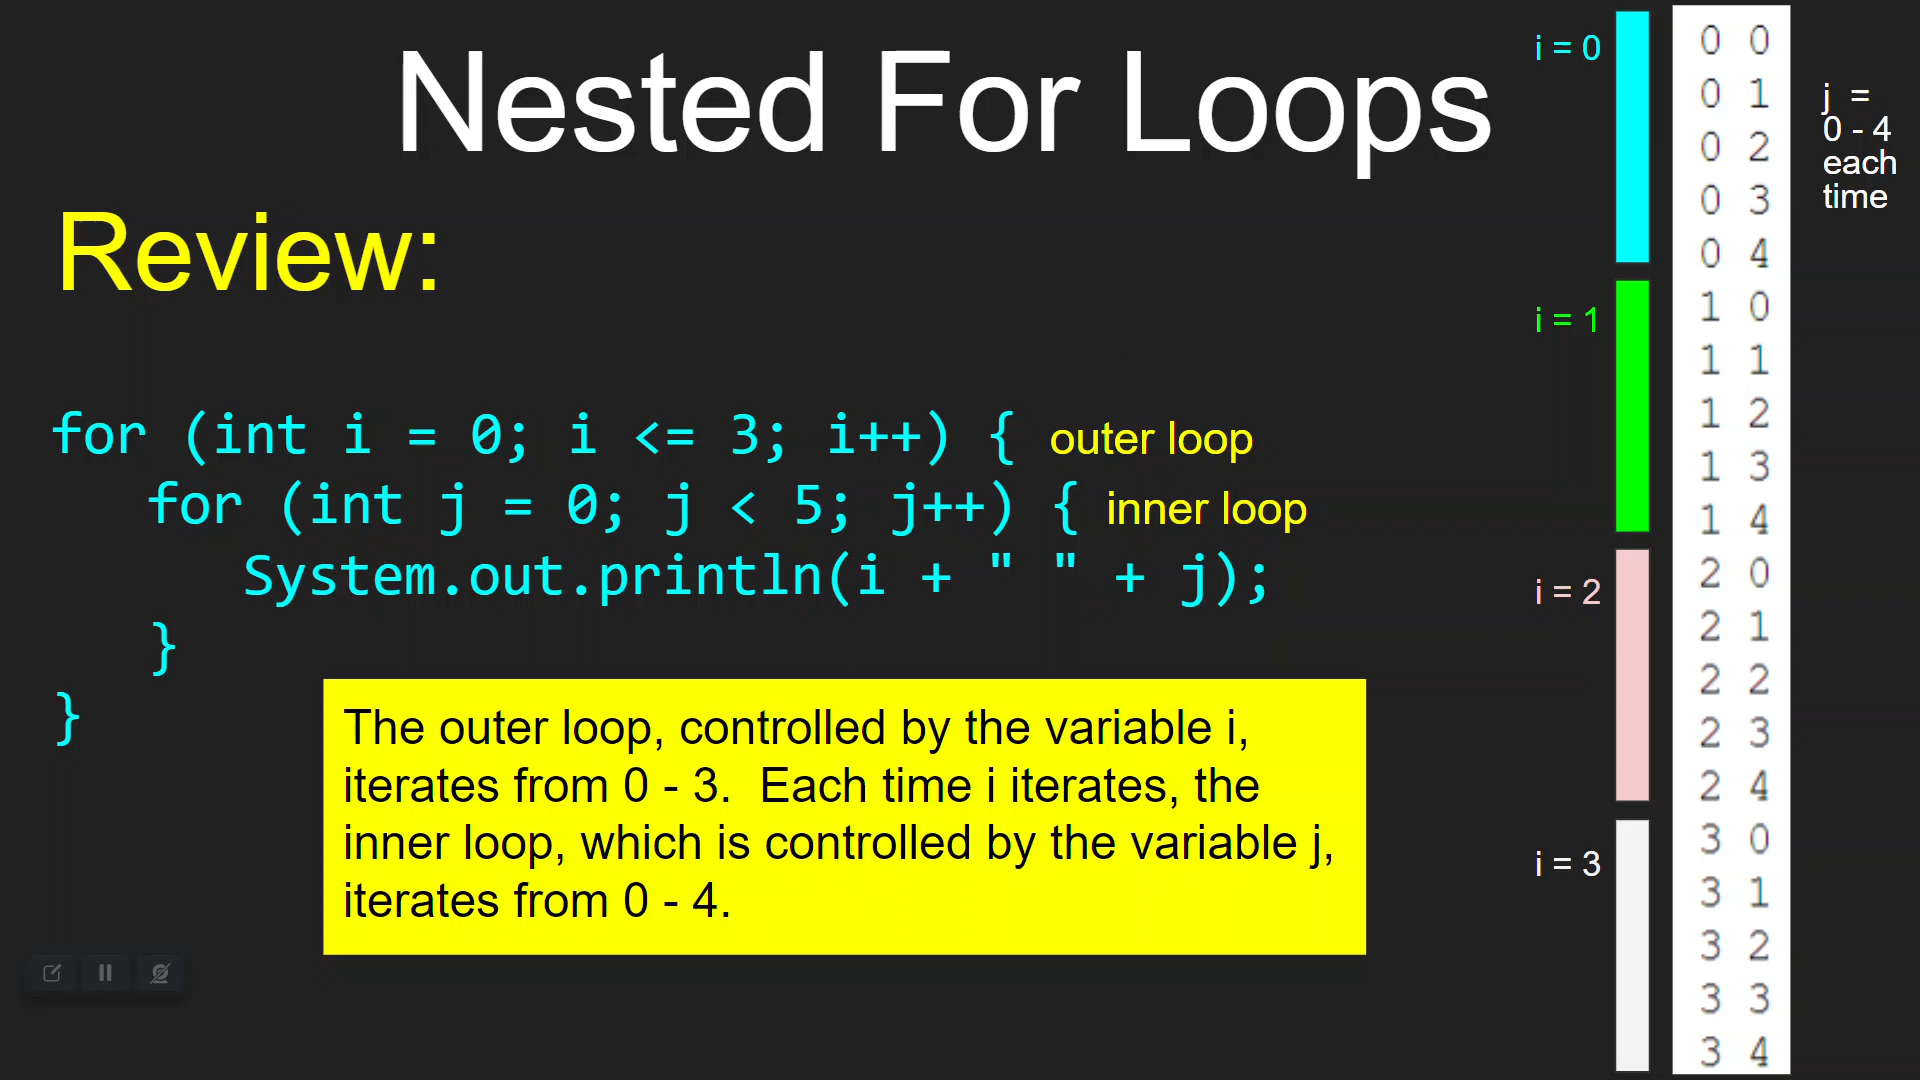 Nested For Loops
Review:
for (int i = 0; i <= 3; i++) { outer loop
for (int j = 0; j < 5; j++) { inner loop
System.out.println(i + " " + j);
}
}
The outer loop, controlled by the variable i,
iterates from 0 - 3.  Each time i iterates, the
inner loop, which is controlled by the variable j,
iterates from 0 - 4.
i = 0
i = 1
i = 2
i = 3
0 0
0 1
0 2
0 3
0 4
1 0
1 1
1 2
1 3
1 4
2 0
2 1
2 2
2 3
2 4
3 0
3 1
3 2
3 3
3 4
j =
0 - 4
each
time